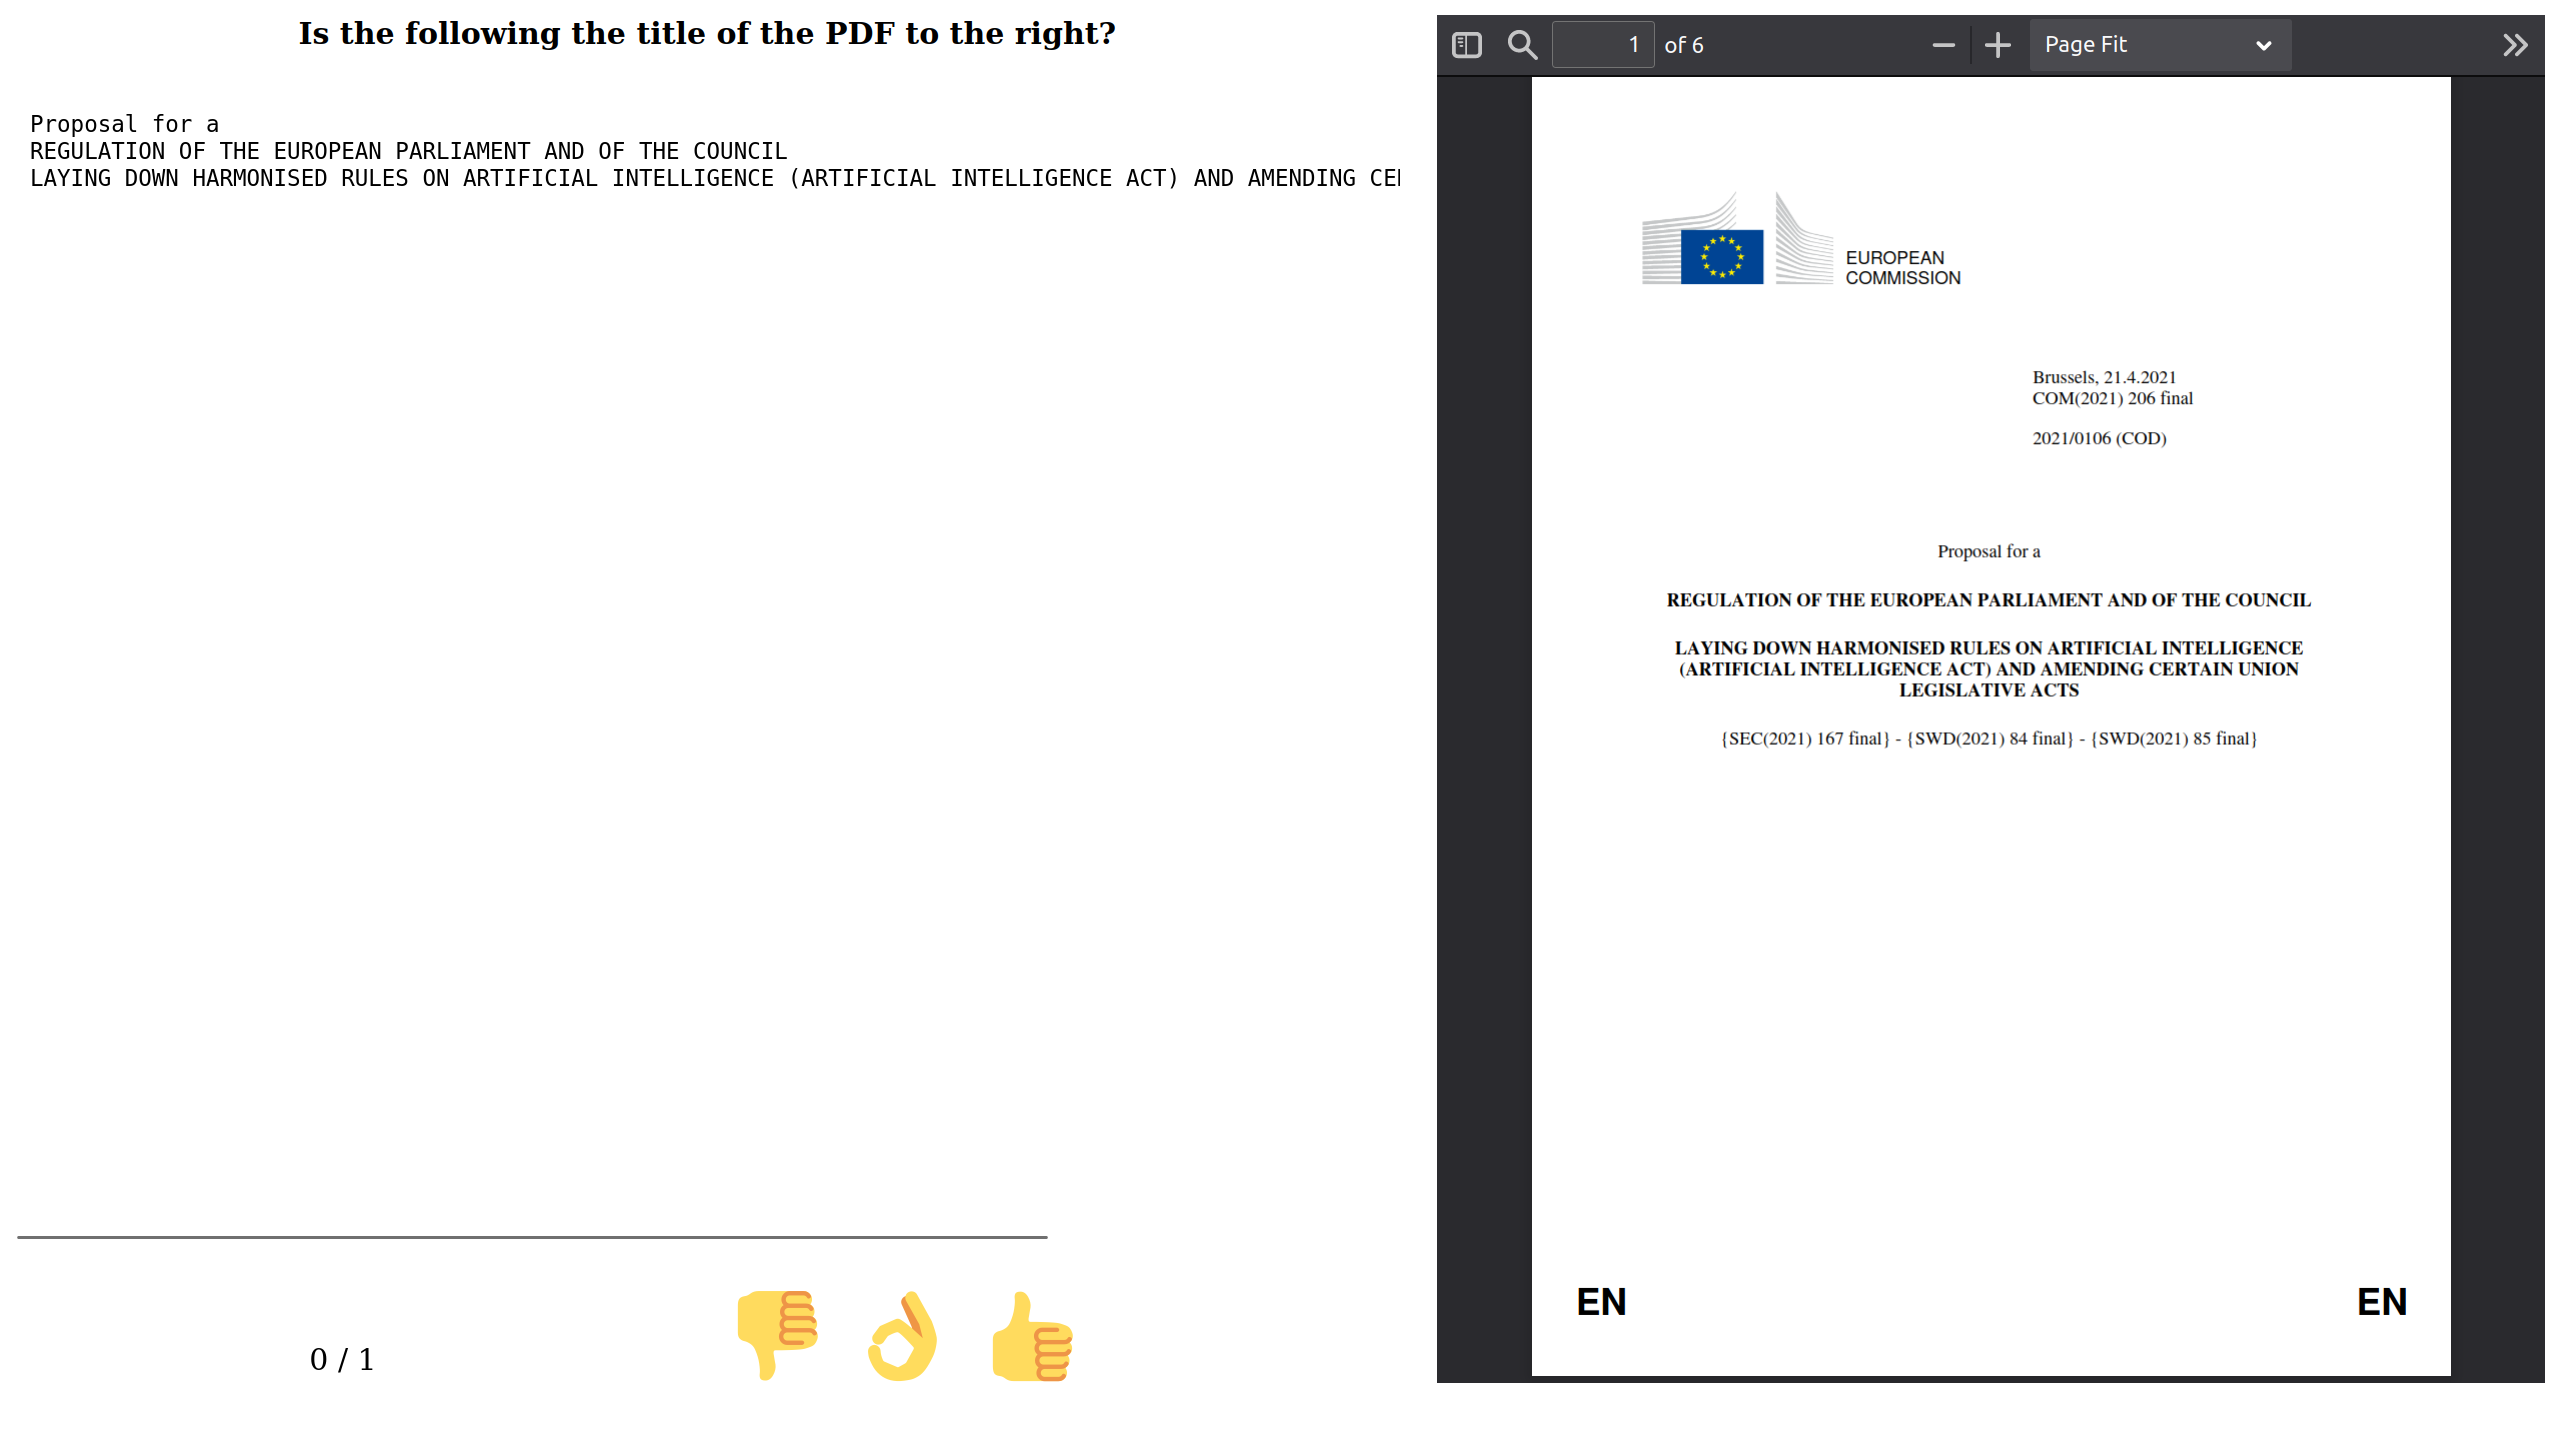 Is the following the title of the PDF to the right?
Proposal for a
REGULATION OF THE EUROPEAN PARLIAMENT AND OF THE COUNCIL
LAYING DOWN HARMONISED RULES ON ARTIFICIAL INTELLIGENCE (ARTIFICIAL INTELLIGENCE ACT) AND AMENDING
0 / 1
1 of 6
Page Fit
EUROPEAN
COMMISSION
Brussels, 21.4.2021
COM(2021) 206 final
2021/0106 (COD)
Proposal for a
REGULATION OF THE EUROPEAN PARLIAMENT AND OF THE COUNCIL
LAYING DOWN HARMONISED RULES ON ARTIFICIAL INTELLIGENCE
(ARTIFICIAL INTELLIGENCE ACT) AND AMENDING CERTAIN UNION
LEGISLATIVE ACTS
{SEC(2021) 167 final} - {SWD(2021) 84 final} - {SWD(2021) 85 final}
EN EN